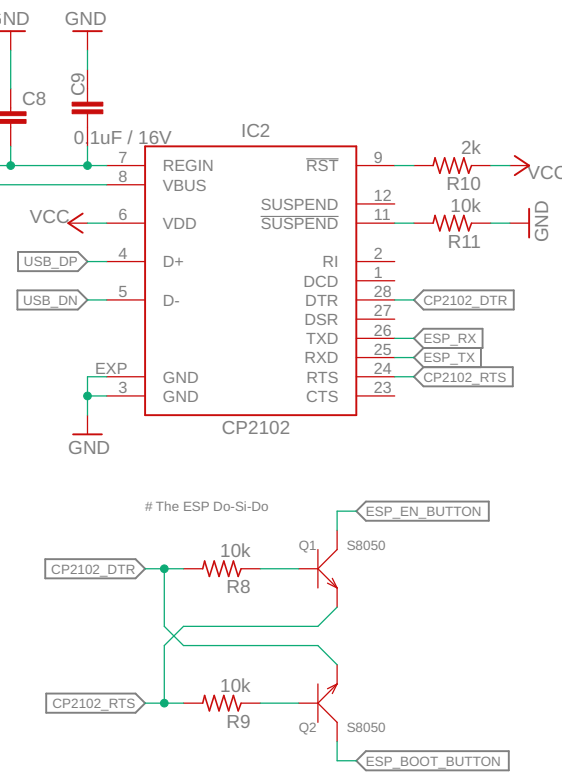 GND
GND
C8
C9
0.1uF / 16V
IC2
7
REGIN
RST
9
2k
R10
VCC
8
VBUS
SUSPEND
12
VCC
6
VDD
SUSPEND
11
10k
R11
GND
USB_DP
4
D+
RI
2
DCD
1
USB_DN
5
D-
DTR
28
CP2102_DTR
DSR
27
TXD
26
ESP_RX
RXD
25
ESP_TX
EXP
GND
RTS
24
CP2102_RTS
3
GND
CTS
23
GND
CP2102
# The ESP Do-Si-Do
ESP_EN_BUTTON
Q1
S8050
CP2102_DTR
10k
R8
CP2102_RTS
10k
R9
Q2
S8050
ESP_BOOT_BUTTON